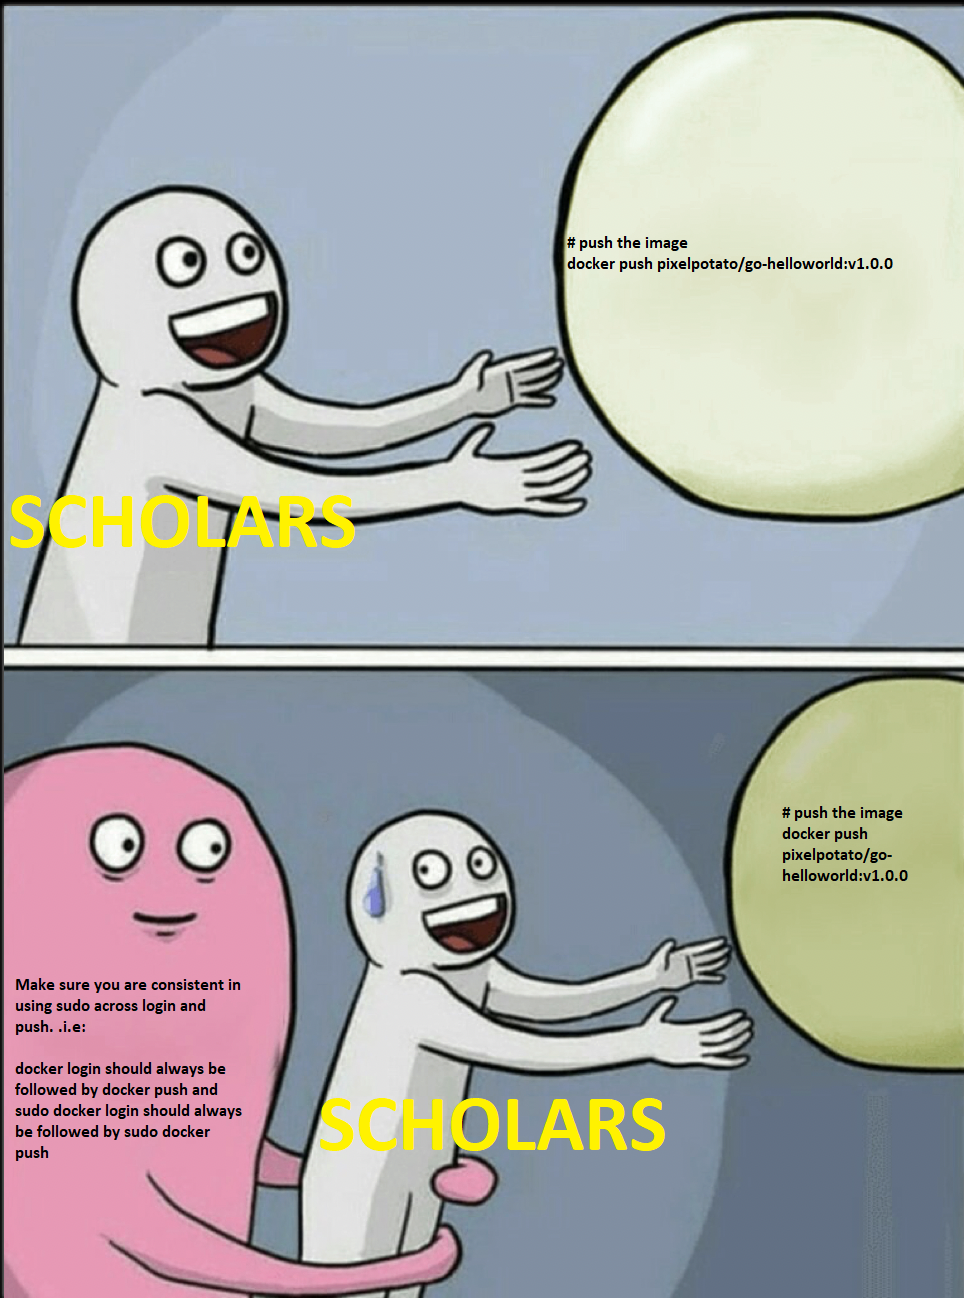 # push the image
docker push pixelpotato/go-helloworld:v1.0.0
SCHOLARS
# push the image
docker push
pixelpotato/go-
helloworld:v1.0.0
Make sure you are consistent in
using sudo across login and
push. .i.e:
docker login should always be
followed by docker push and
sudo docker login should always
be followed by sudo docker
push
SCHOLARS